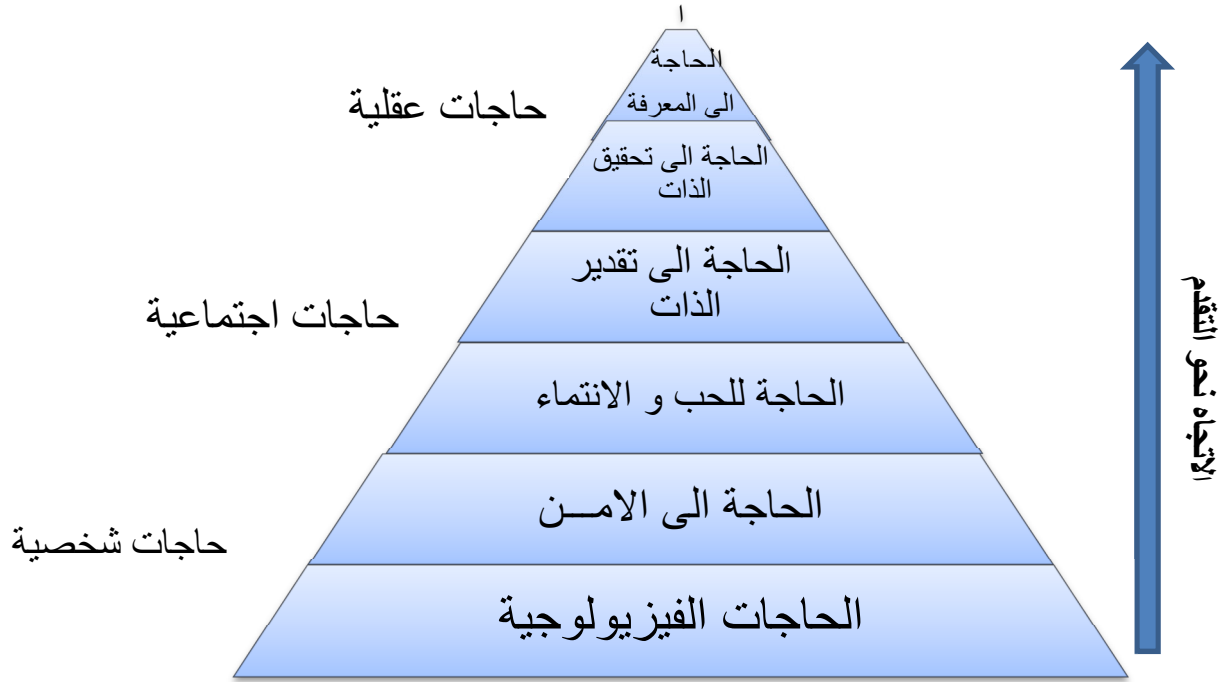 ا
الحاجة
الى المعرفة
حاجات عقلية
الحاجة الى تحقيق
الذات
الحاجة الى تقدير
الذات
حاجات اجتماعية
الحاجة للحب و الانتماء
الحاجة الى الامـــن
حاجات شخصية
الحاجات الفيزيولوجية
الاتجاه نحو التقدم